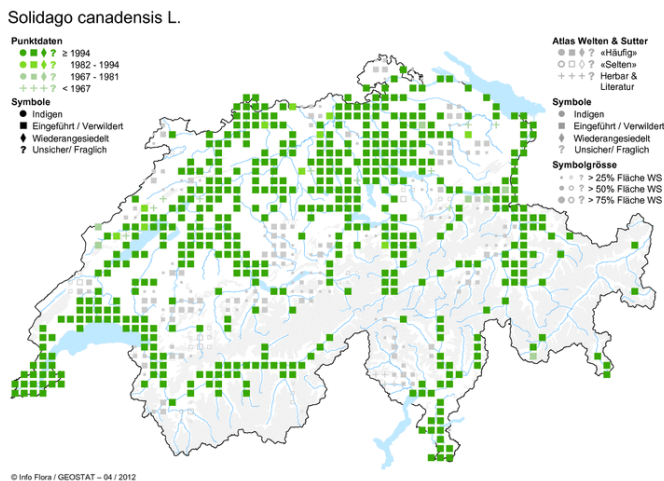 Solidago canadensis L.
Punktdaten
? ≥ 1994
? 1982 - 1994
? 1967 - 1981
< 1967
Symbole
Indigen
Eingeführt / Verwildert
Wiederangesiedelt
? Unsicher/ Fraglich
Atlas Welten & Sutter
? «Häufig»
? «Selten»
Herbar &
Literatur
Symbole
Indigen
Eingeführt / Verwildert
Wiederangesiedelt
? Unsicher/ Fraglich
Symbolgrösse
? > 25% Fläche WS
? > 50% Fläche WS
? > 75% Fläche WS
© Info Flora / GEOSTAT – 04 / 2012